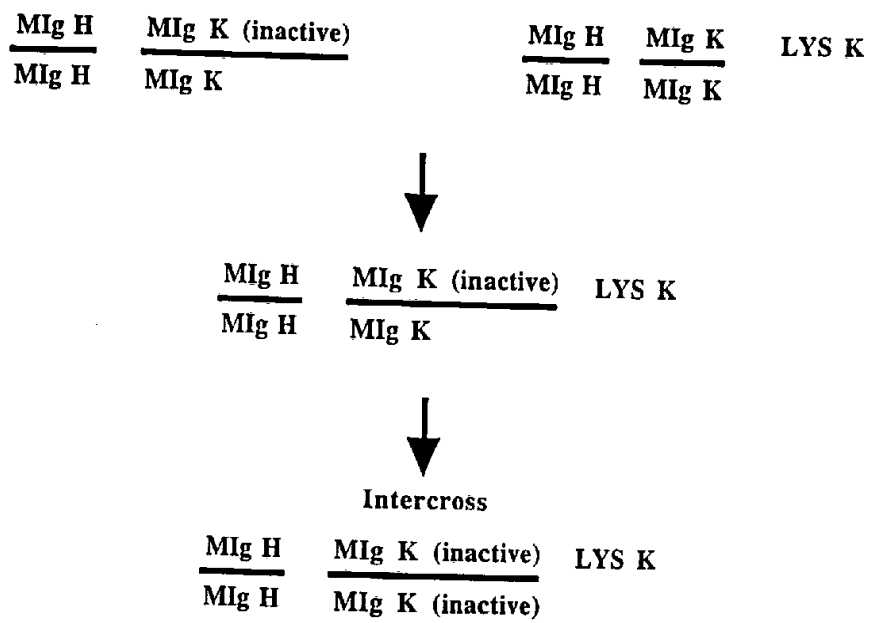 MIg H MIg K (inactive) MIg H MIg K LYS K
MIg H MIg K MIg H MIg K
MIg H MIg K (inactive) LYS K
MIg H MIg K
Intercross
MIg H MIg K (inactive) LYS K
MIg H MIg K (inactive)